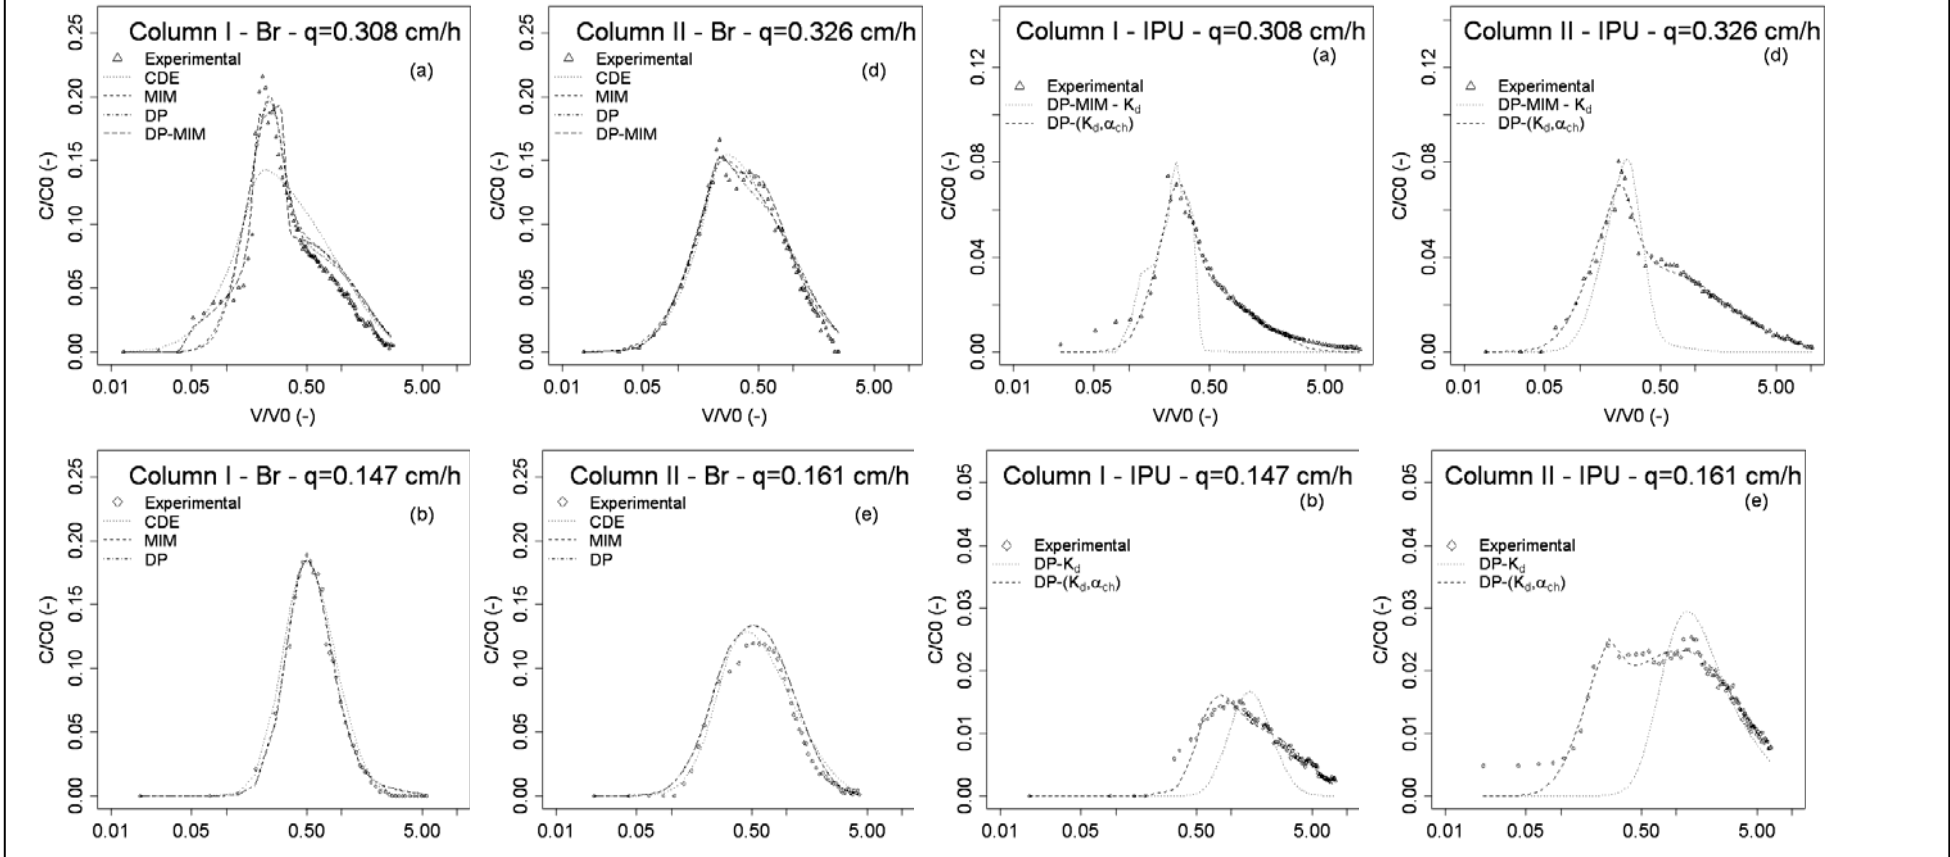 Column I - Br - q=0.308 cm/h
(a)
Experimental
CDE
MIM
DP
DP-MIM
C/C0 (-)
0.25
0.20
0.15
0.10
0.05
0.00
0.01 0.05 0.50 5.00
V/V0 (-)
Column II - Br - q=0.326 cm/h
(d)
Experimental
CDE
MIM
DP
DP-MIM
C/C0 (-)
0.25
0.20
0.15
0.10
0.05
0.00
0.01 0.05 0.50 5.00
V/V0 (-)
Column I - IPU - q=0.308 cm/h
(a)
Experimental
DP-MIM - Kd
DP-(Kd,αch)
C/C0 (-)
0.12
0.08
0.04
0.00
0.01 0.05 0.50 5.00
V/V0 (-)
Column II - IPU - q=0.326 cm/h
(d)
Experimental
DP-MIM - Kd
DP-(Kd,αch)
C/C0 (-)
0.12
0.08
0.04
0.00
0.01 0.05 0.50 5.00
V/V0 (-)
Column I - Br - q=0.147 cm/h
(b)
Experimental
CDE
MIM
DP
C/C0 (-)
0.25
0.20
0.15
0.10
0.05
0.00
0.01 0.05 0.50 5.00
Column II - Br - q=0.161 cm/h
(e)
Experimental
CDE
MIM
DP
C/C0 (-)
0.25
0.20
0.15
0.10
0.05
0.00
0.01 0.05 0.50 5.00
Column I - IPU - q=0.147 cm/h
(b)
Experimental
DP-Kd
DP-(Kd,αch)
C/C0 (-)
0.05
0.04
0.03
0.02
0.01
0.00
0.01 0.05 0.50 5.00
Column II - IPU - q=0.161 cm/h
(e)
Experimental
DP-Kd
DP-(Kd,αch)
C/C0 (-)
0.05
0.04
0.03
0.02
0.01
0.00
0.01 0.05 0.50 5.00